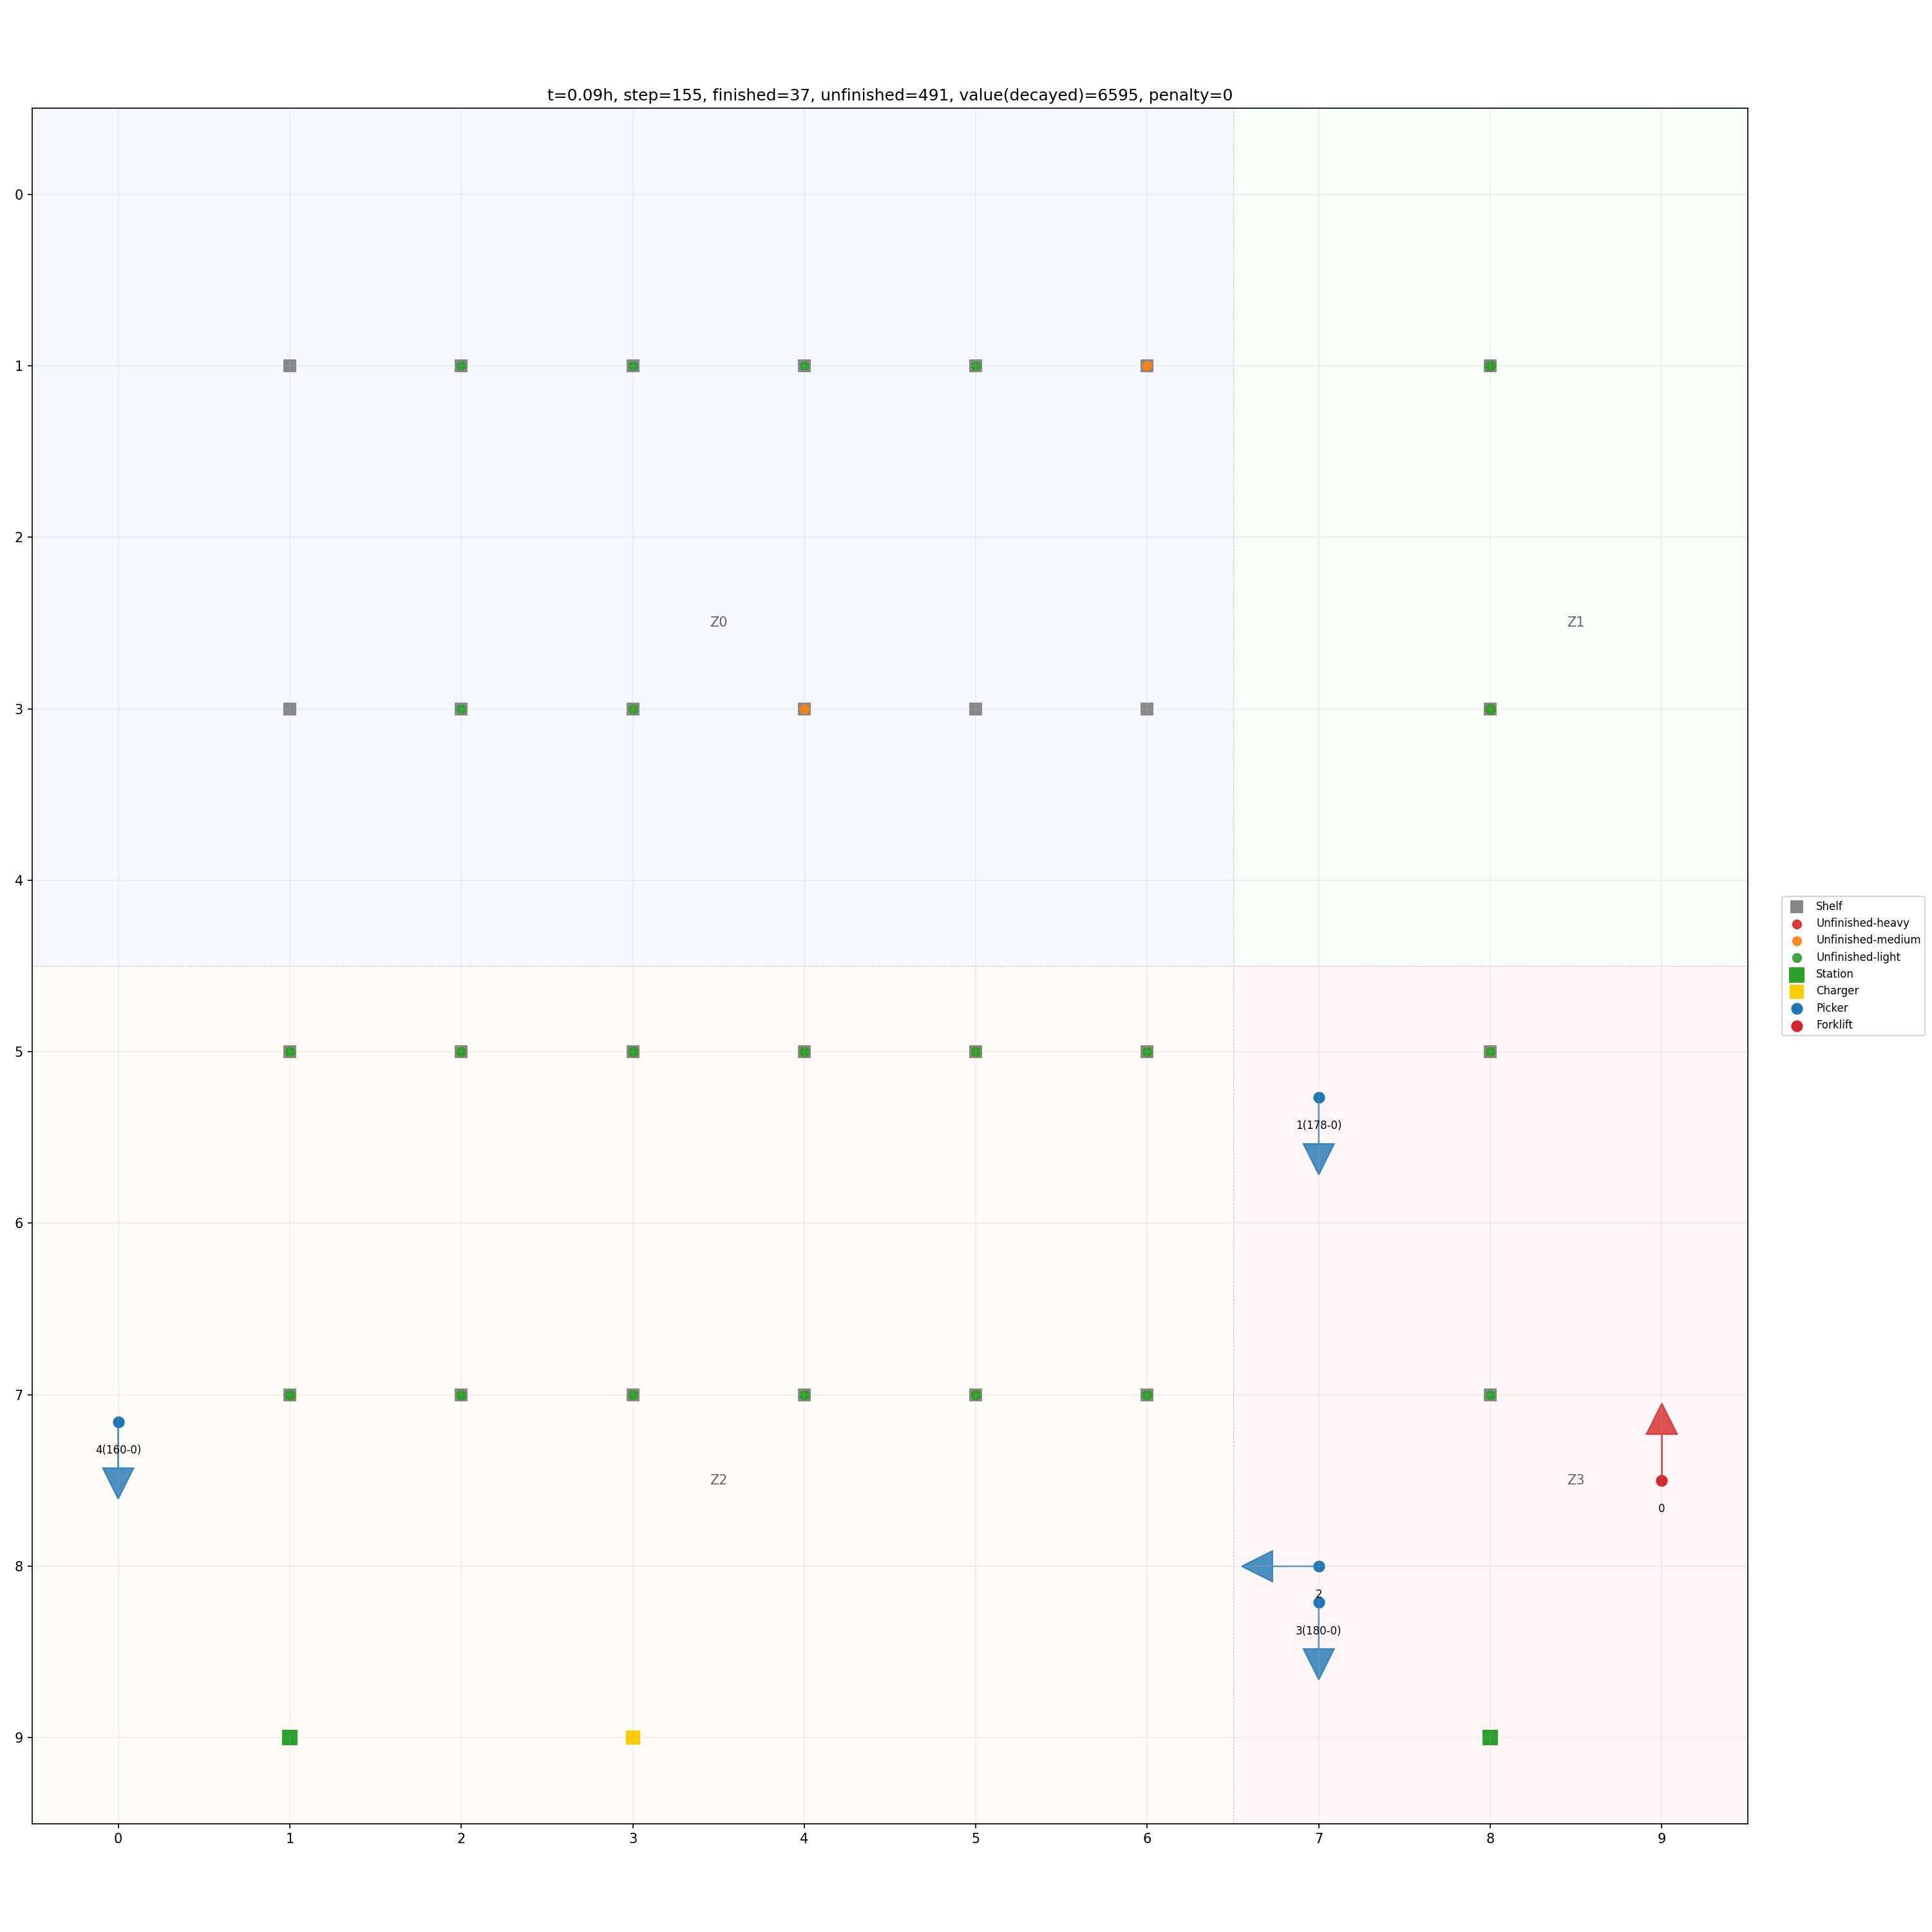 t=0.09h, step=155, finished=37, unfinished=491, value(decayed)=6595, penalty=0
0
1
2
Z0
Z1
3
4
Shelf
Unfinished-heavy
Unfinished-medium
Unfinished-light
Station
Charger
Picker
Forklift
5
1(178-0)
6
7
4(160-0)
Z2
Z3
0
8
2
3(180-0)
9
0 1 2 3 4 5 6 7 8 9